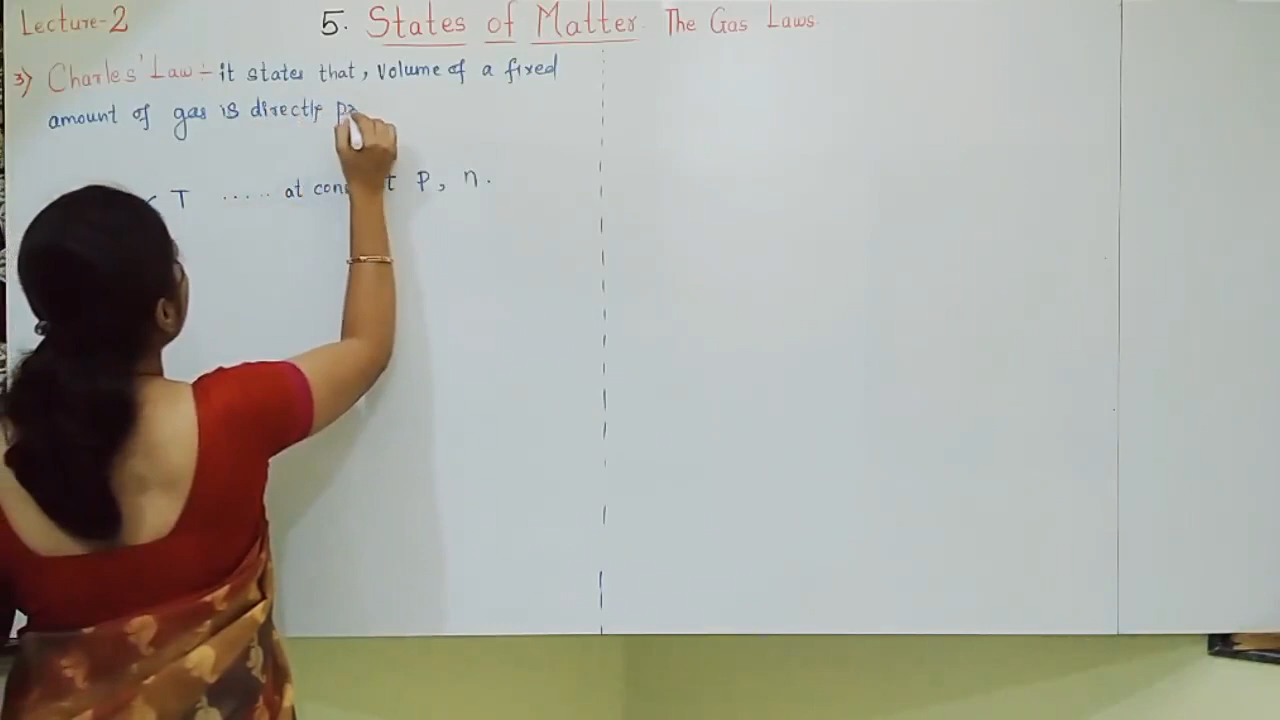 Lecture-2 5. States of Matter. The Gas Laws
3) Charles' Law - it states that, Volume of a fixed
amount of gas is directly
T ..... at P, n.